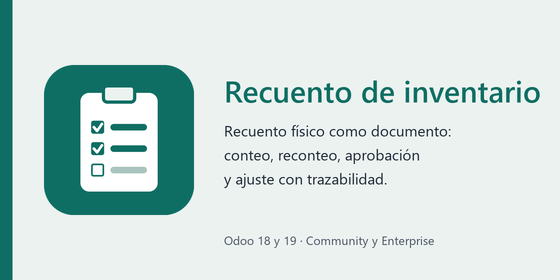 Recuento de inventario
Recuento físico como documento:
conteo, reconteo, aprobación
y ajuste con trazabilidad.
Odoo 18 y 19 · Community y Enterprise